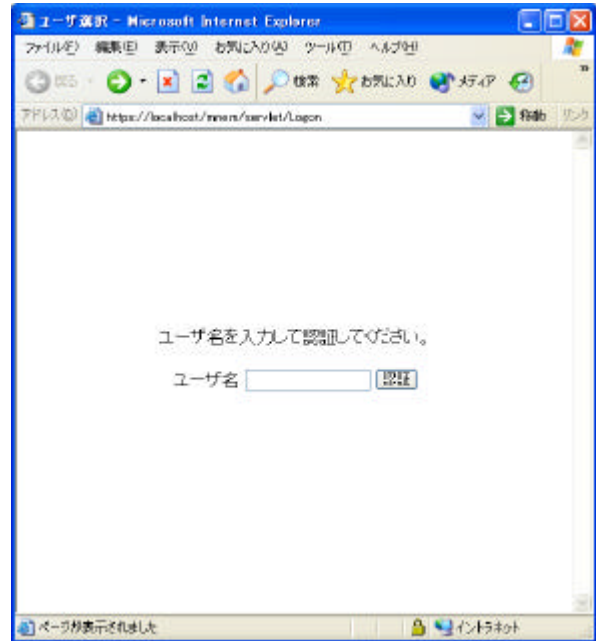 ユーザ選択 - Microsoft Internet Explorer
ファイル(F) 編集(E) 表示(V) お気に入り(A) ツール(T) ヘルプ(H)
戻る 検索 お気に入り メディア
アドレス(D) https://localhost/mnem/servlet/Logon 移動 リンク
ユーザ名を入力して認証してください。
ユーザ名 認証
ページが表示されました イントラネット